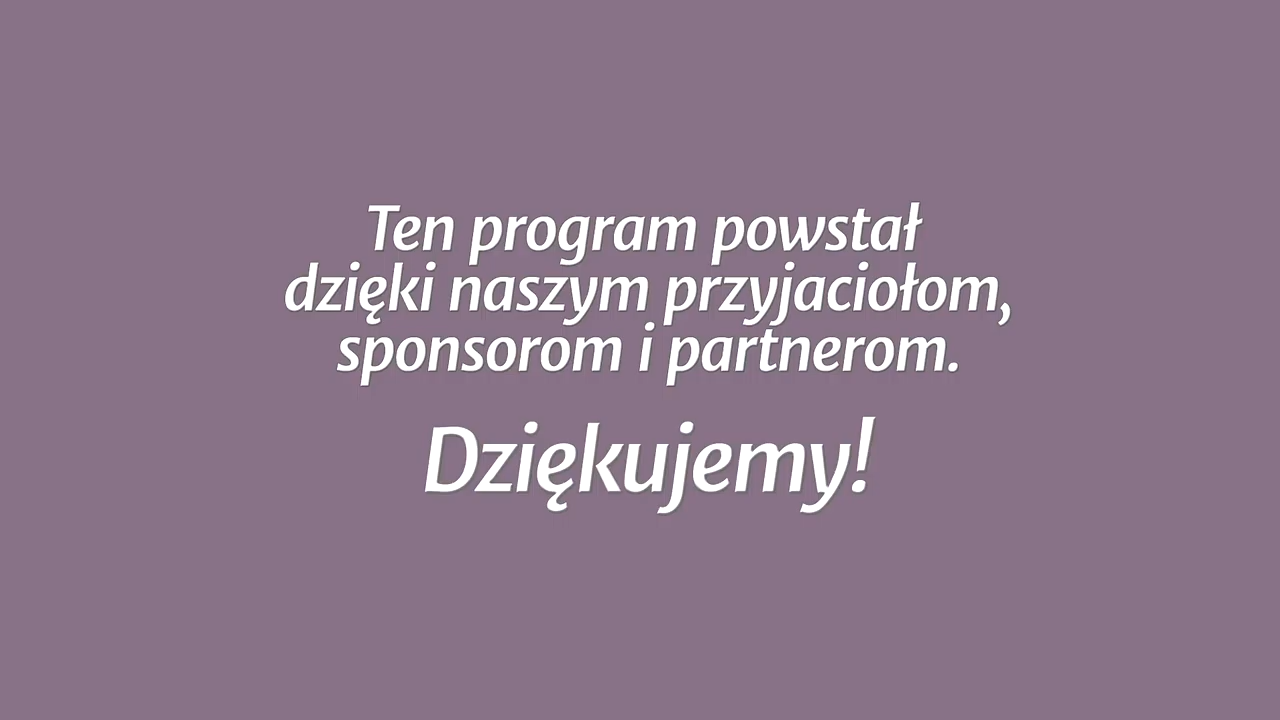 Ten program powstał
dzięki naszym przyjaciołom,
sponsorom i partnerom.
Dziękujemy!